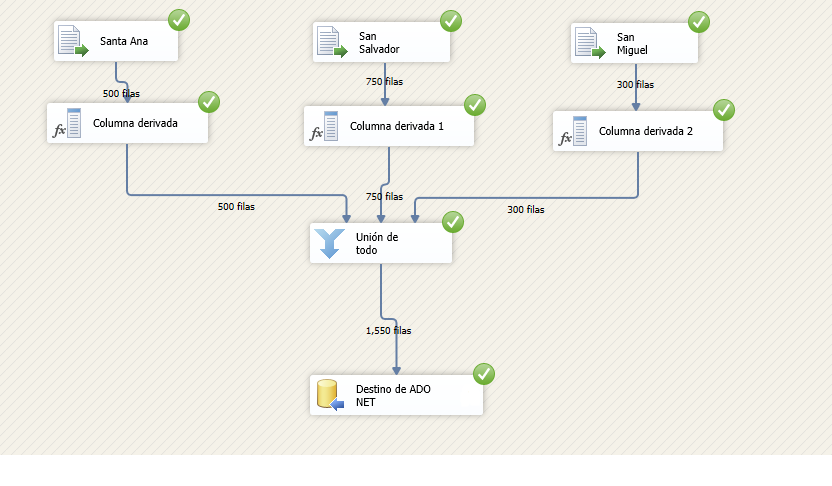 Santa Ana
San
Salvador
San
Miguel
500 filas
750 filas
300 filas
Columna derivada
Columna derivada 1
Columna derivada 2
500 filas
750 filas
300 filas
Unión de
todo
1,550 filas
Destino de ADO
NET